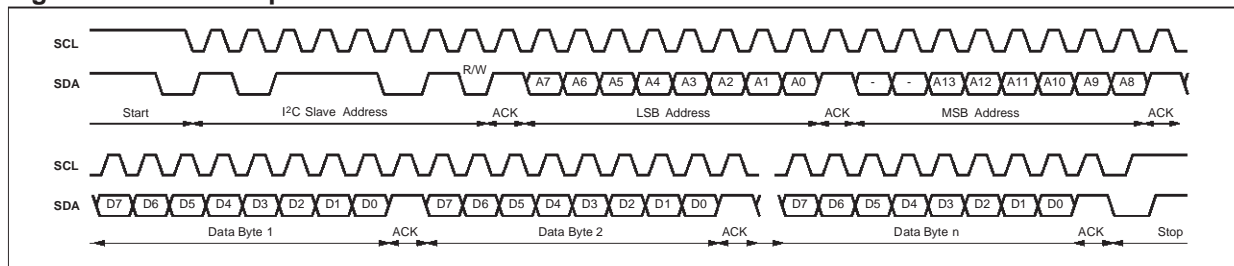 SCL
R/W
SDA A7 A6 A5 A4 A3 A2 A1 A0 - - A13 A12 A11 A10 A9 A8
Start I²C Slave Address ACK LSB Address ACK MSB Address ACK
SCL
SDA D7 D6 D5 D4 D3 D2 D1 D0 D7 D6 D5 D4 D3 D2 D1 D0 D7 D6 D5 D4 D3 D2 D1 D0
Data Byte 1 ACK Data Byte 2 ACK Data Byte n ACK Stop